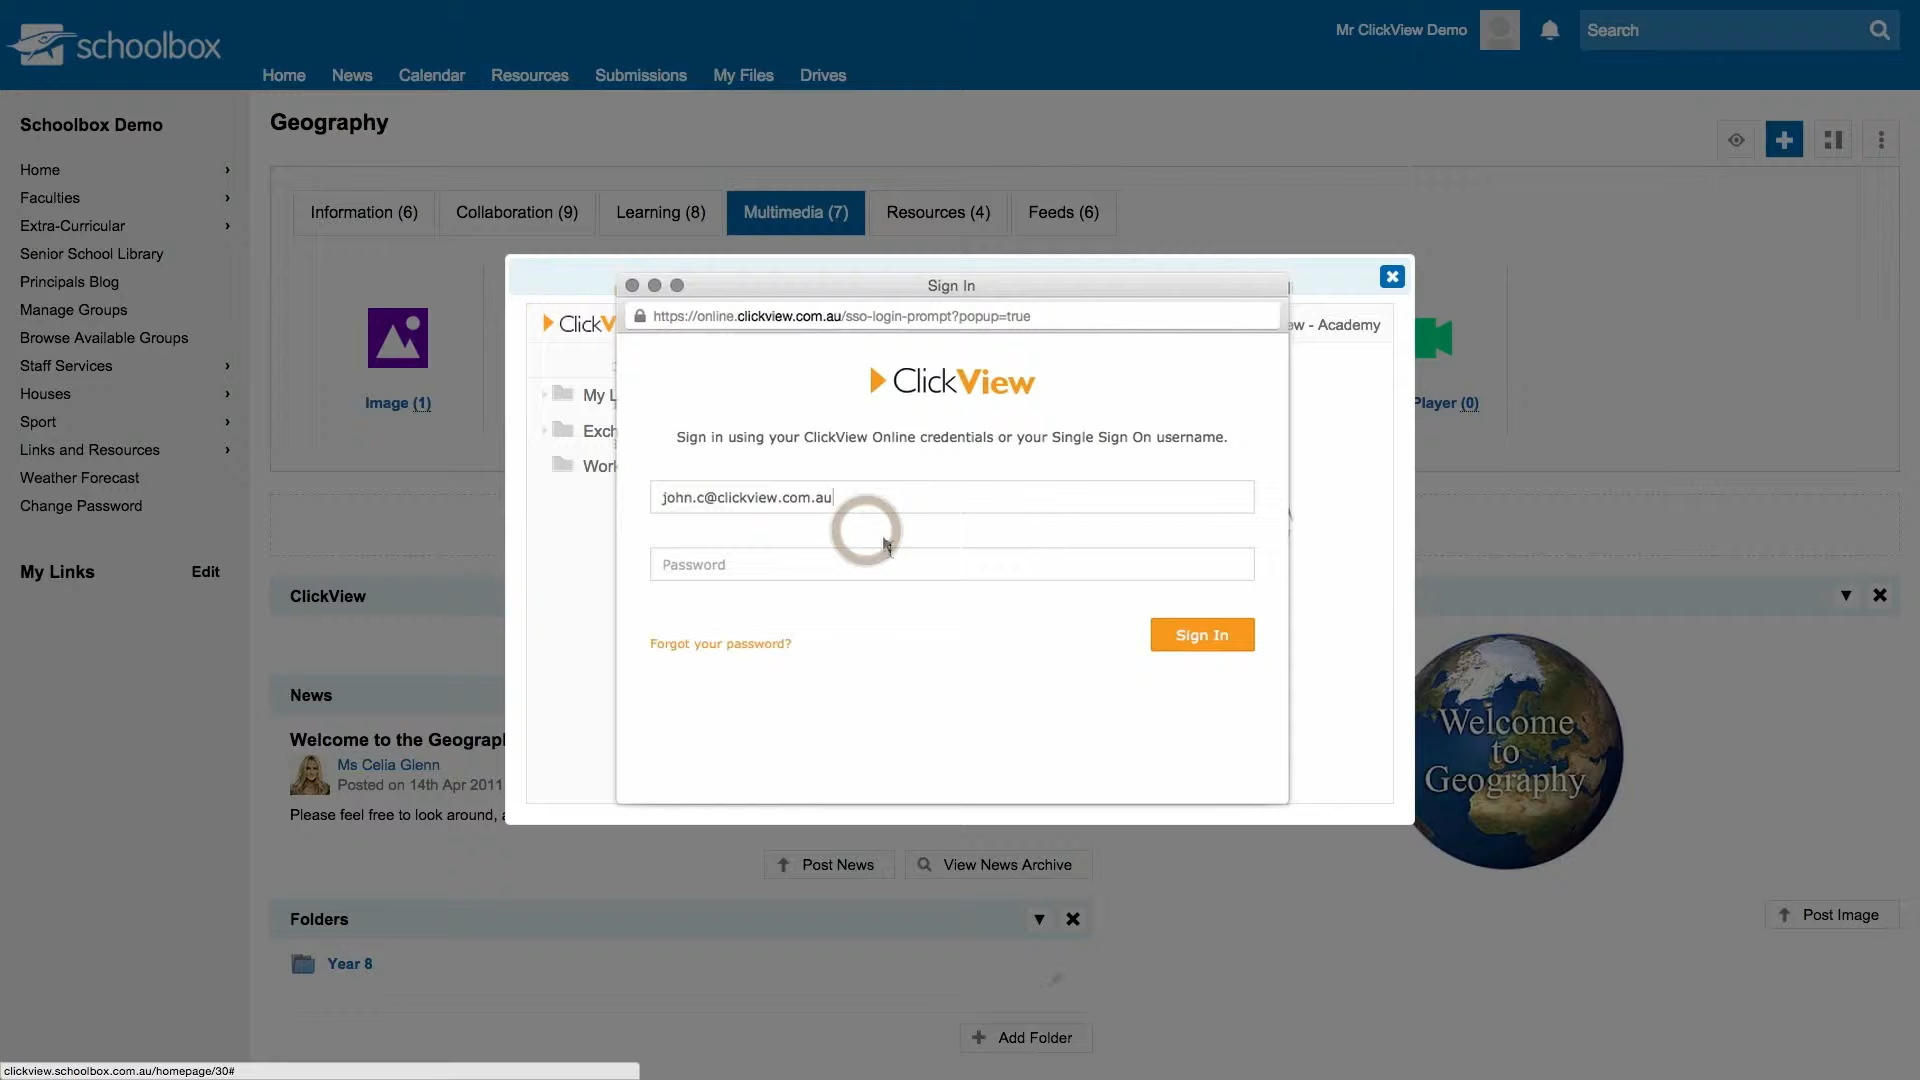 schoolbox
Mr ClickView Demo
Search
Home
News
Calendar
Resources
Submissions
My Files
Drives
Schoolbox Demo
Home
Faculties
Extra-Curricular
Senior School Library
Principals Blog
Manage Groups
Browse Available Groups
Staff Services
Houses
Sport
Links and Resources
Weather Forecast
Change Password
My Links
Edit
Geography
Information (6)
Collaboration (9)
Learning (8)
Multimedia (7)
Resources (4)
Feeds (6)
Image (1)
Player (0)
ClickV
ew - Academy
My L
Exch
Work
Sign In
https://online.clickview.com.au/sso-login-prompt?popup=true
ClickView
Sign in using your ClickView Online credentials or your Single Sign On username.
john.c@clickview.com.au
Password
Forgot your password?
Sign In
ClickView
News
Welcome to the Geograp
Ms Celia Glenn
Posted on 14th Apr 2011
Please feel free to look around, a
Post News
View News Archive
Folders
Year 8
Add Folder
Welcome
to
Geography
Post Image
clickview.schoolbox.com.au/homepage/30#